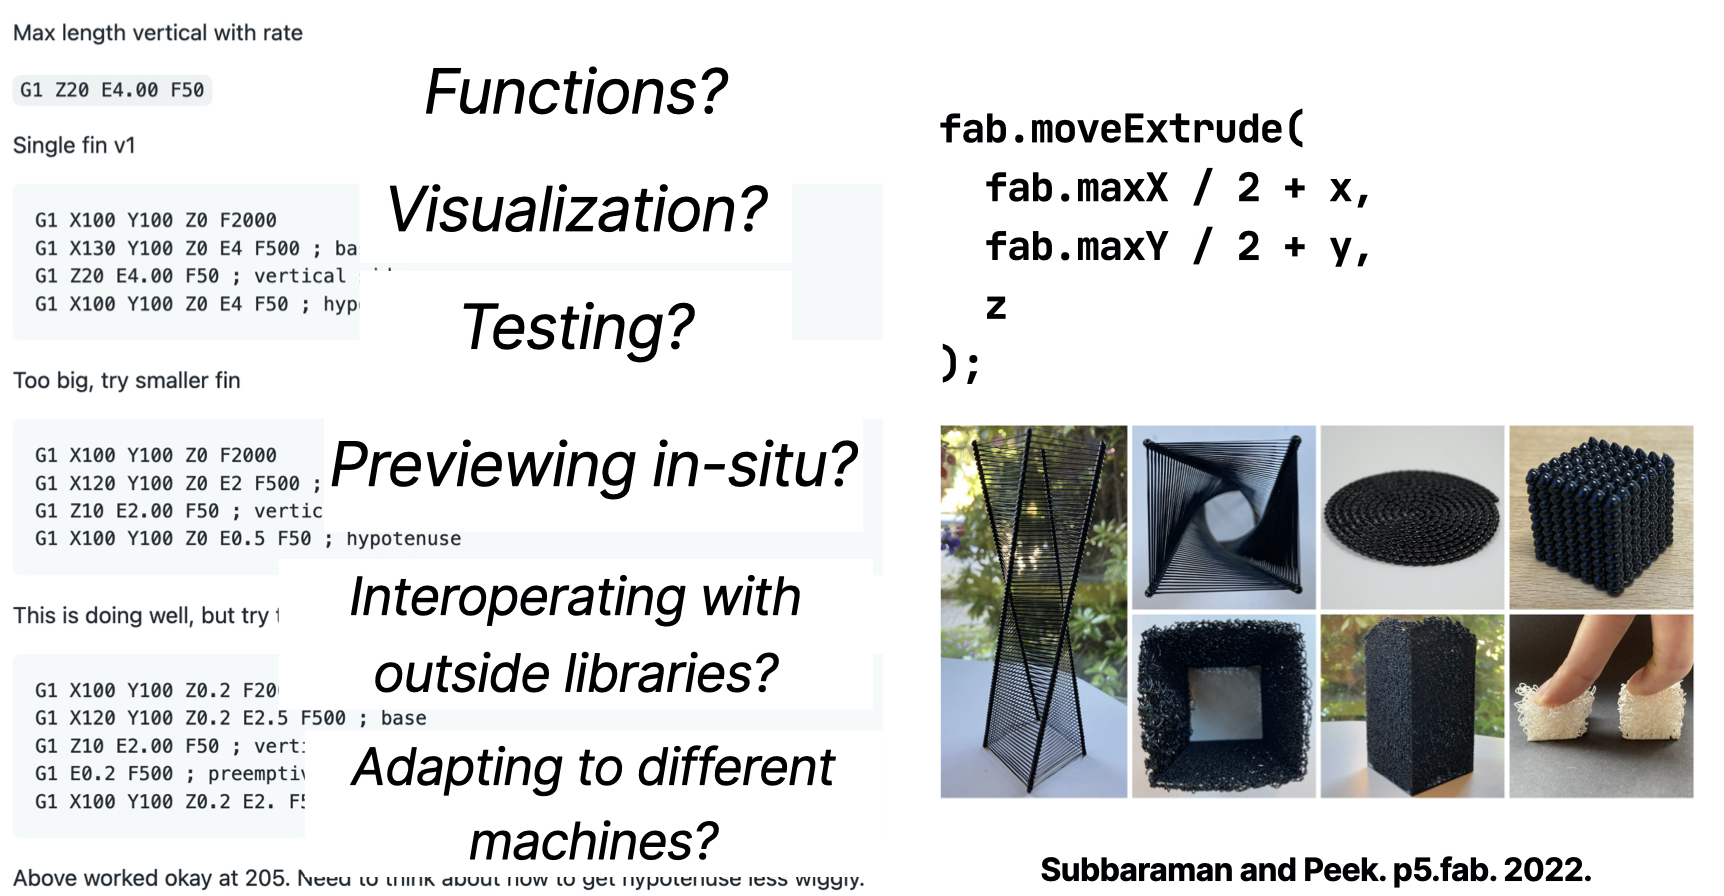 Max length vertical with rate
G1 Z20 E4.00 F50
Single fin v1
G1 X100 Y100 Z0 F2000
G1 X130 Y100 Z0 E4 F500 ; ba
G1 Z20 E4.00 F50 ; vertical
G1 X100 Y100 Z0 E4 F50 ; hyp
Too big, try smaller fin
G1 X100 Y100 Z0 F2000
G1 X120 Y100 Z0 E2 F500 ;
G1 Z10 E2.00 F50 ; vertic
G1 X100 Y100 Z0 E0.5 F50 ; hypotenuse
This is doing well, but try
G1 X100 Y100 Z0.2 F20
G1 X120 Y100 Z0.2 E2.5 F500 ; base
G1 Z10 E2.00 F50 ; vert
G1 E0.2 F500 ; preemptiv
G1 X100 Y100 Z0.2 E2. F5
Above worked okay at 205. Need to think about how to get hypotenuse less wiggly.
Functions?
Visualization?
Testing?
Previewing in-situ?
Interoperating with
outside libraries?
Adapting to different
machines?
fab.moveExtrude(
fab.maxX / 2 + x,
fab.maxY / 2 + y,
z
);
Subbaraman and Peek. p5.fab. 2022.